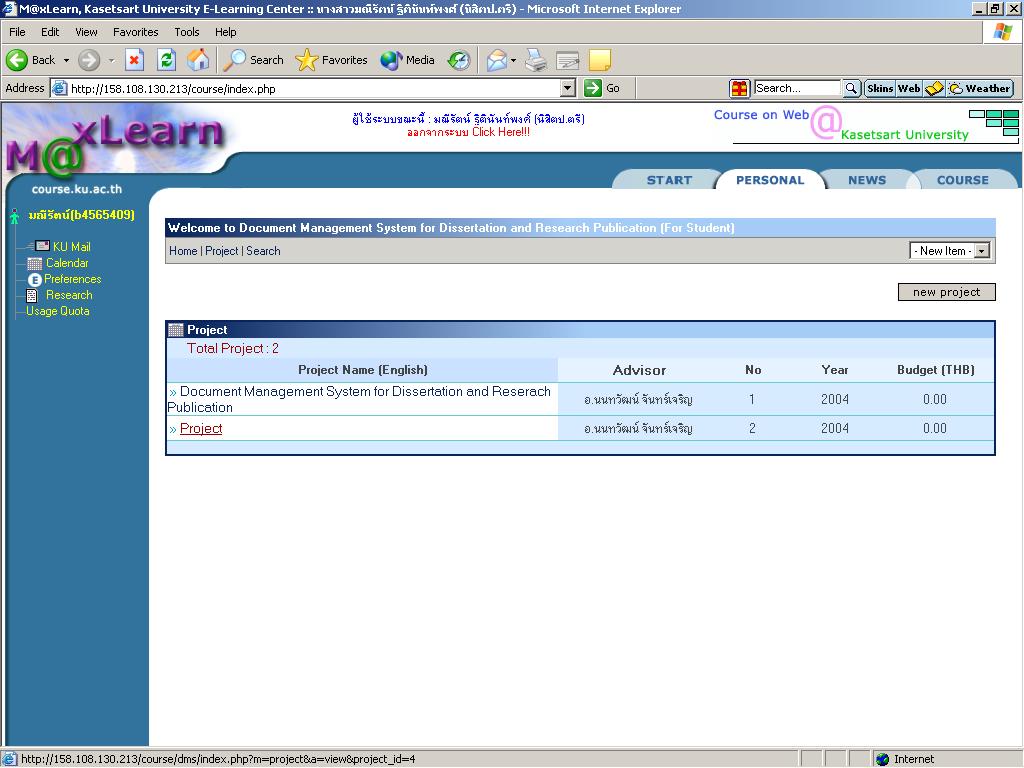 M@xLearn, Kasetsart University E-Learning Center :: นางสาวมณีรัตน์ ฐิตินันท์พงศ์ (นิสิตป.ตรี) - Microsoft Internet Explorer
File Edit View Favorites Tools Help
Back Search Favorites Media
Address http://158.108.130.213/course/index.php Go Search... Skins Web Weather
M@xLearn
course.ku.ac.th
ผู้ใช้ระบบขณะนี้ : มณีรัตน์ ฐิตินันท์พงศ์ (นิสิตป.ตรี)
ออกจากระบบ Click Here!!!
Course on Web @ Kasetsart University
START PERSONAL NEWS COURSE
มณีรัตน์(b4565409)
KU Mail
Calendar
Preferences
Research
Usage Quota
Welcome to Document Management System for Dissertation and Research Publication (For Student)
Home | Project | Search - New Item -
new project
Project
Total Project : 2
Project Name (English) Advisor No Year Budget (THB)
» Document Management System for Dissertation and Reserach
Publication อ.นนทวัฒน์ จันทร์เจริญ 1 2004 0.00
» Project อ.นนทวัฒน์ จันทร์เจริญ 2 2004 0.00
http://158.108.130.213/course/dms/index.php?m=project&a=view&project_id=4 Internet